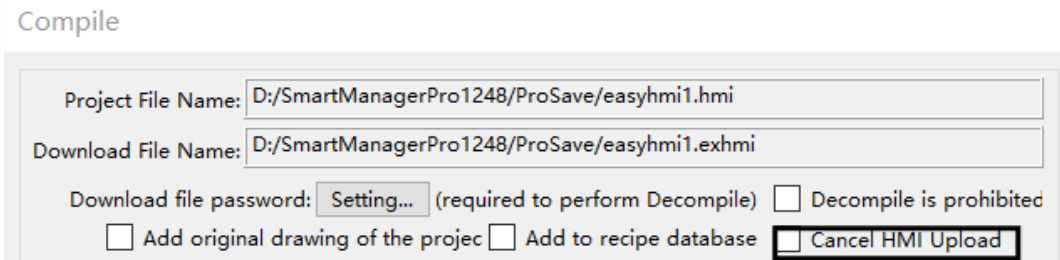 Compile
Project File Name: D:/SmartManagerPro1248/ProSave/easyhmi1.hmi
Download File Name: D:/SmartManagerPro1248/ProSave/easyhmi1.exhmi
Download file password: Setting... (required to perform Decompile) Decompile is prohibited
Add original drawing of the projec Add to recipe database Cancel HMI Upload